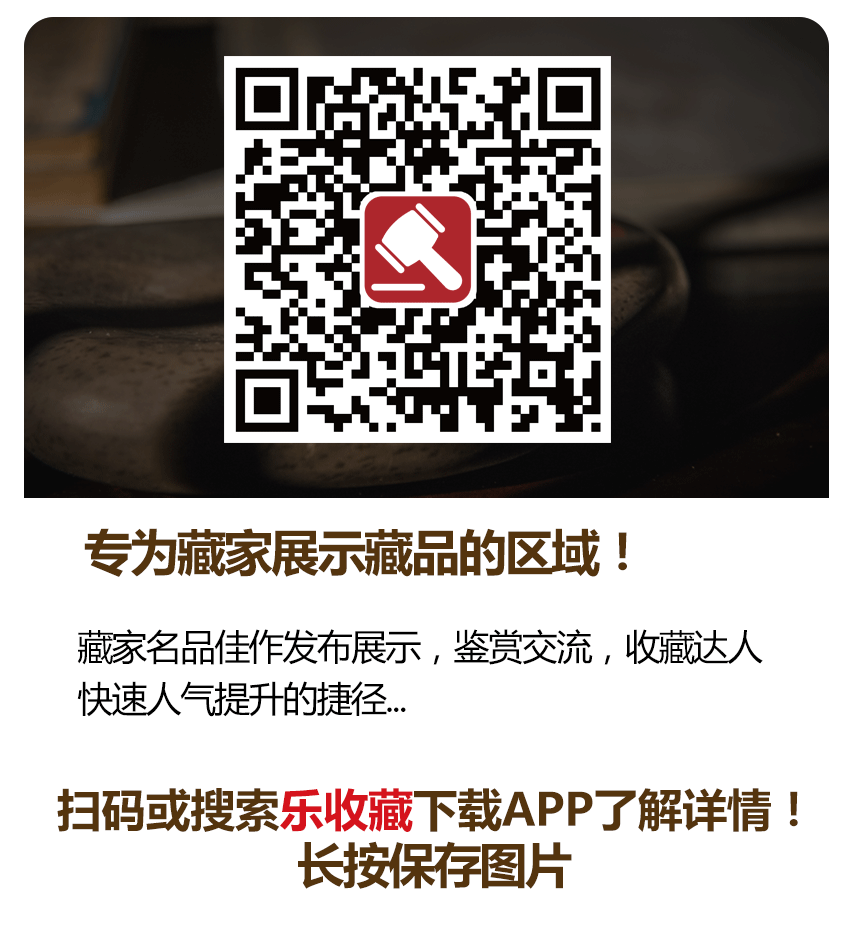 专为藏家展示藏品的区域！
藏家名品佳作发布展示，鉴赏交流，收藏达人
快速人气提升的捷径...
扫码或搜索乐收藏下载APP了解详情！
长按保存图片